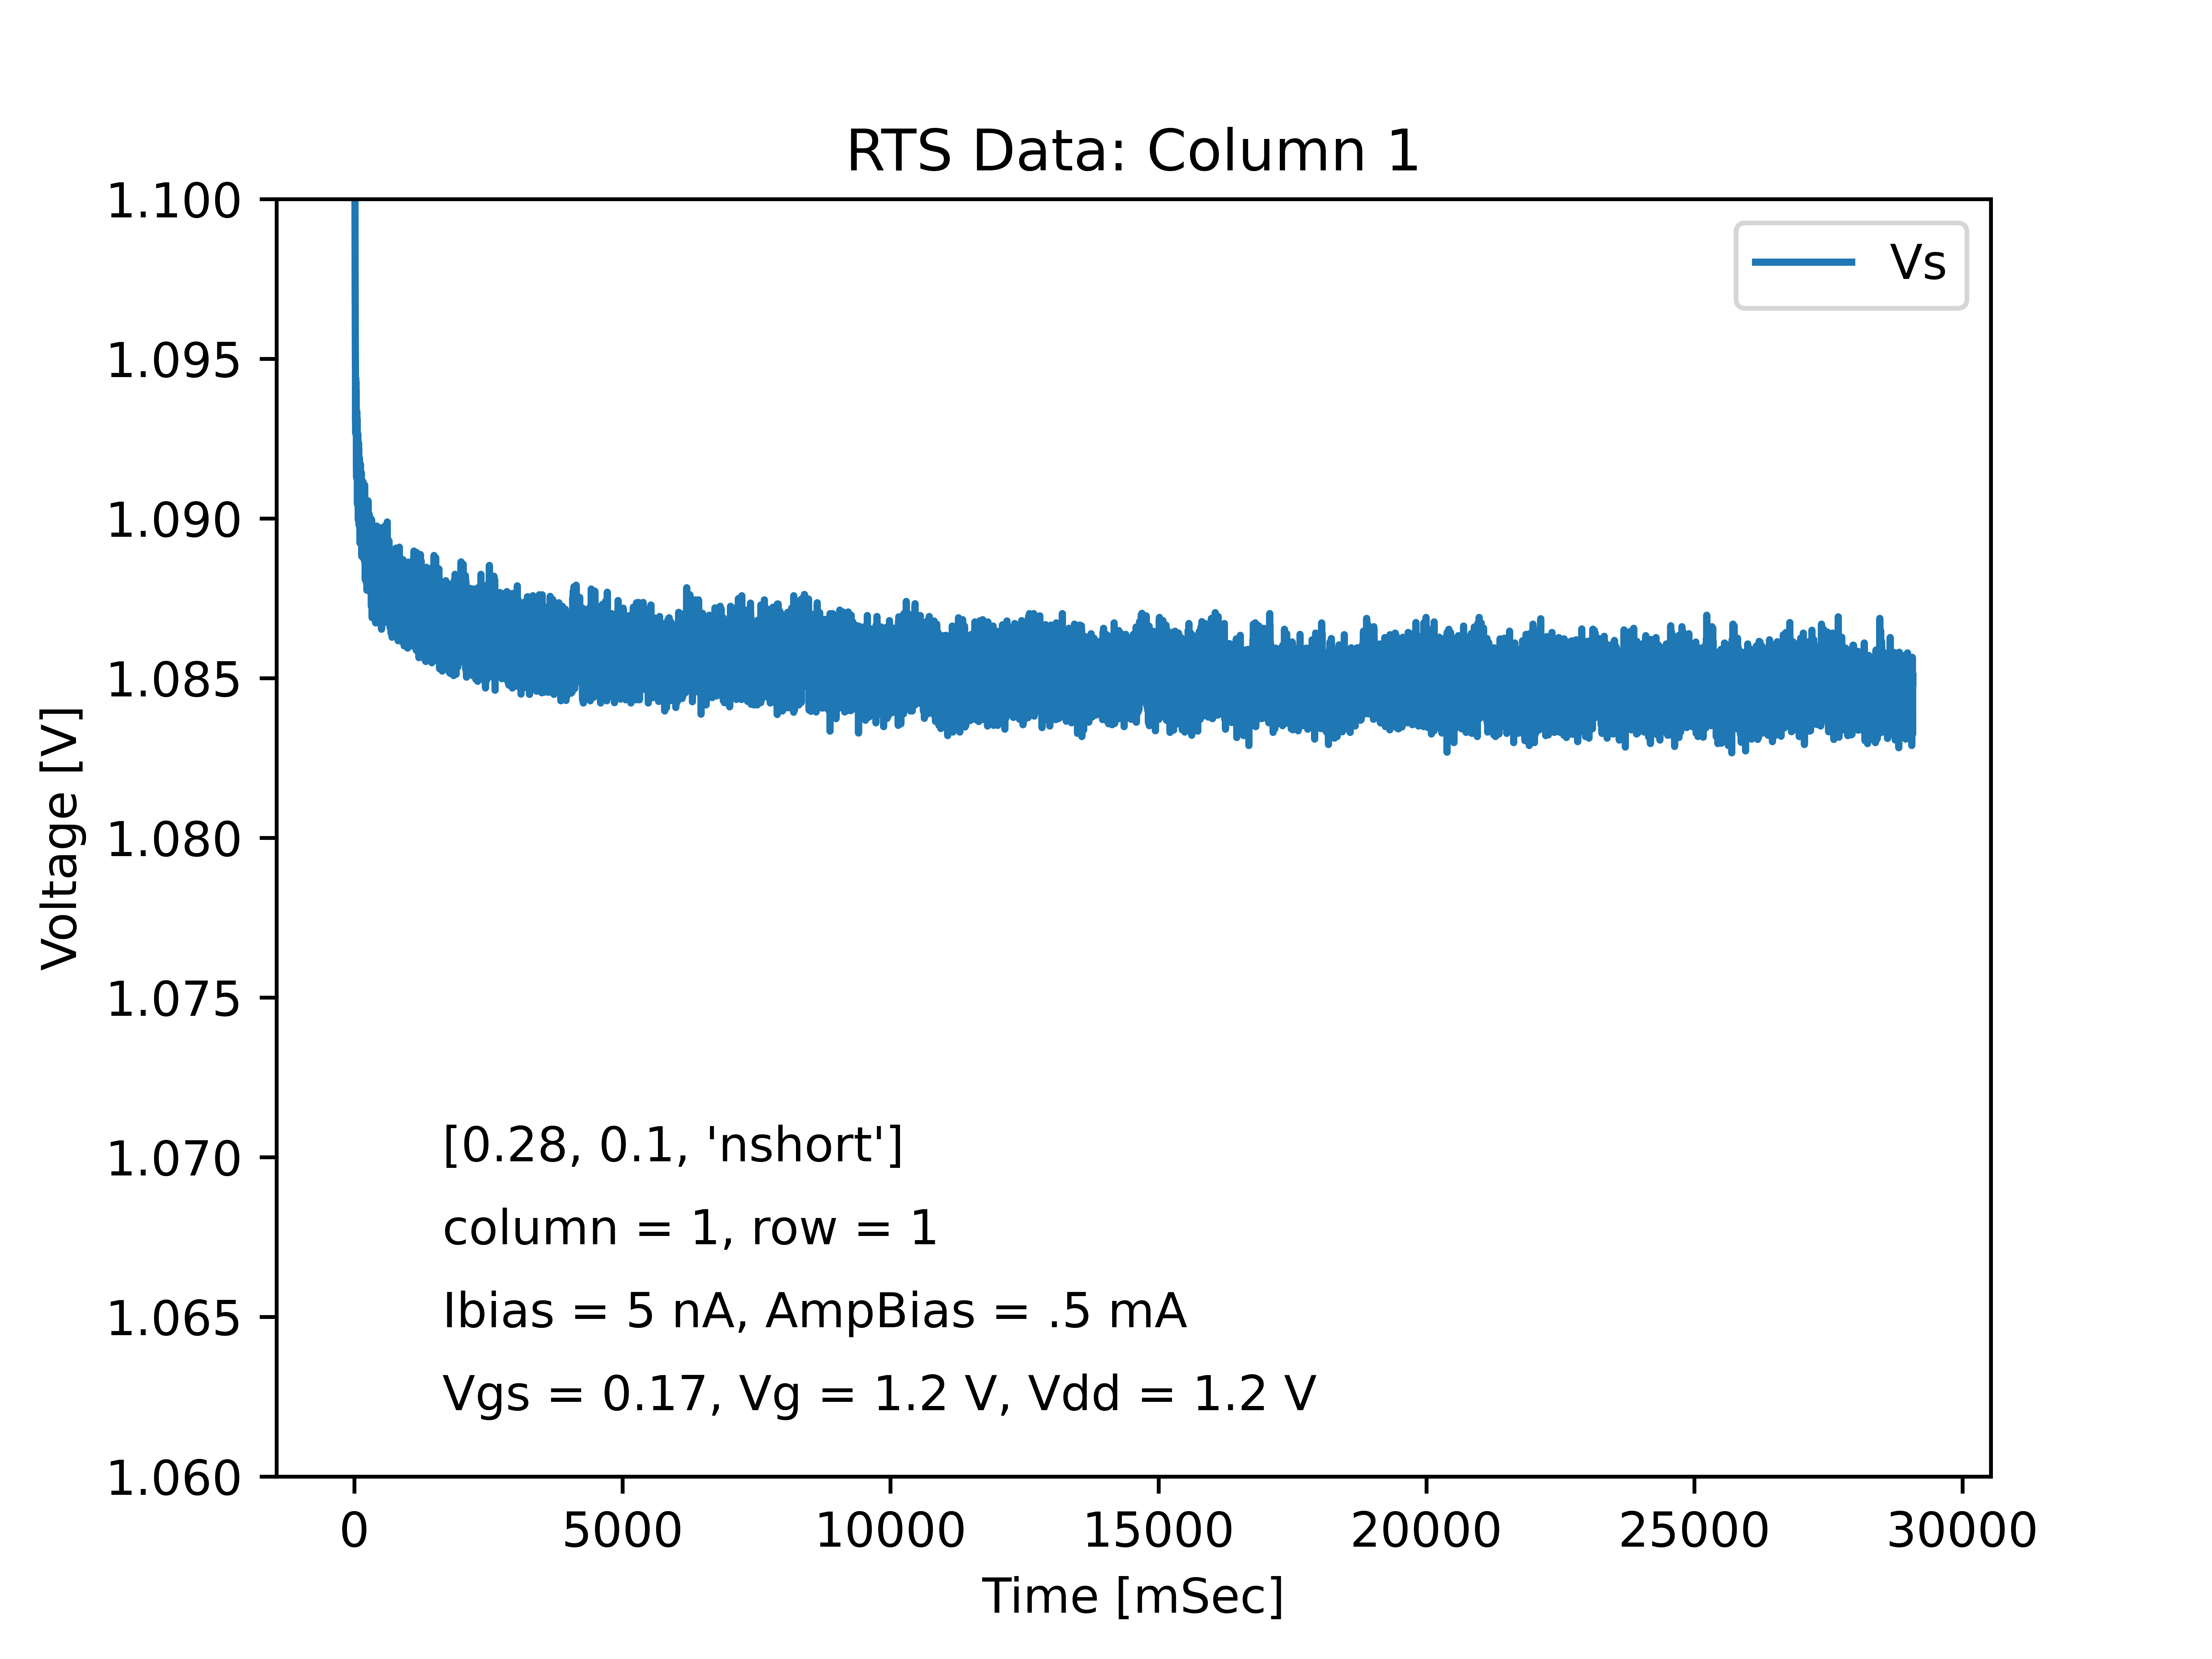 RTS Data: Column 1
Vs
Voltage [V]
1.100
1.095
1.090
1.085
1.080
1.075
1.070
1.065
1.060
[0.28, 0.1, 'nshort']
column = 1, row = 1
Ibias = 5 nA, AmpBias = .5 mA
Vgs = 0.17, Vg = 1.2 V, Vdd = 1.2 V
0 5000 10000 15000 20000 25000 30000
Time [mSec]